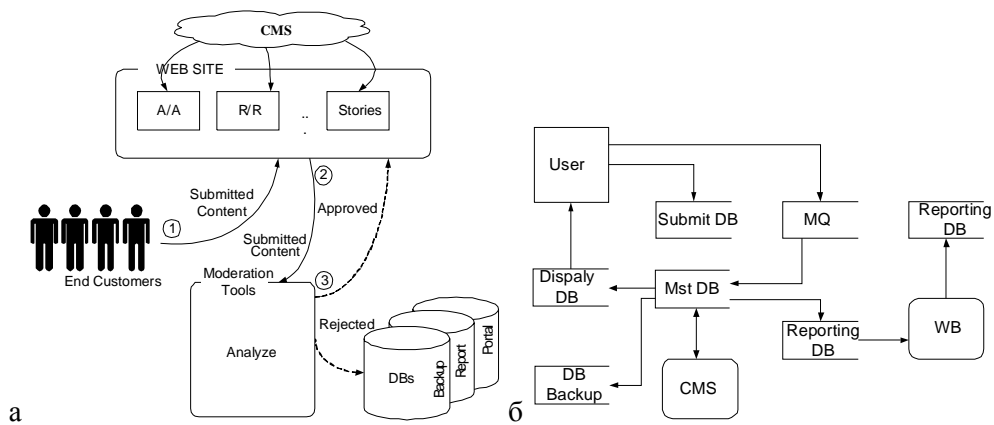 CMS
WEB SITE
A/A
R/R
..
.
Stories
2
Submitted
Content
Approved
1
Submitted
Content
End Customers
Moderation
Tools
3
Analyze
Rejected
DBs
Backup
Report
Portal
а
User
Submit DB
MQ
Reporting
DB
Dispaly
DB
Mst DB
Reporting
DB
WB
DB
Backup
CMS
б